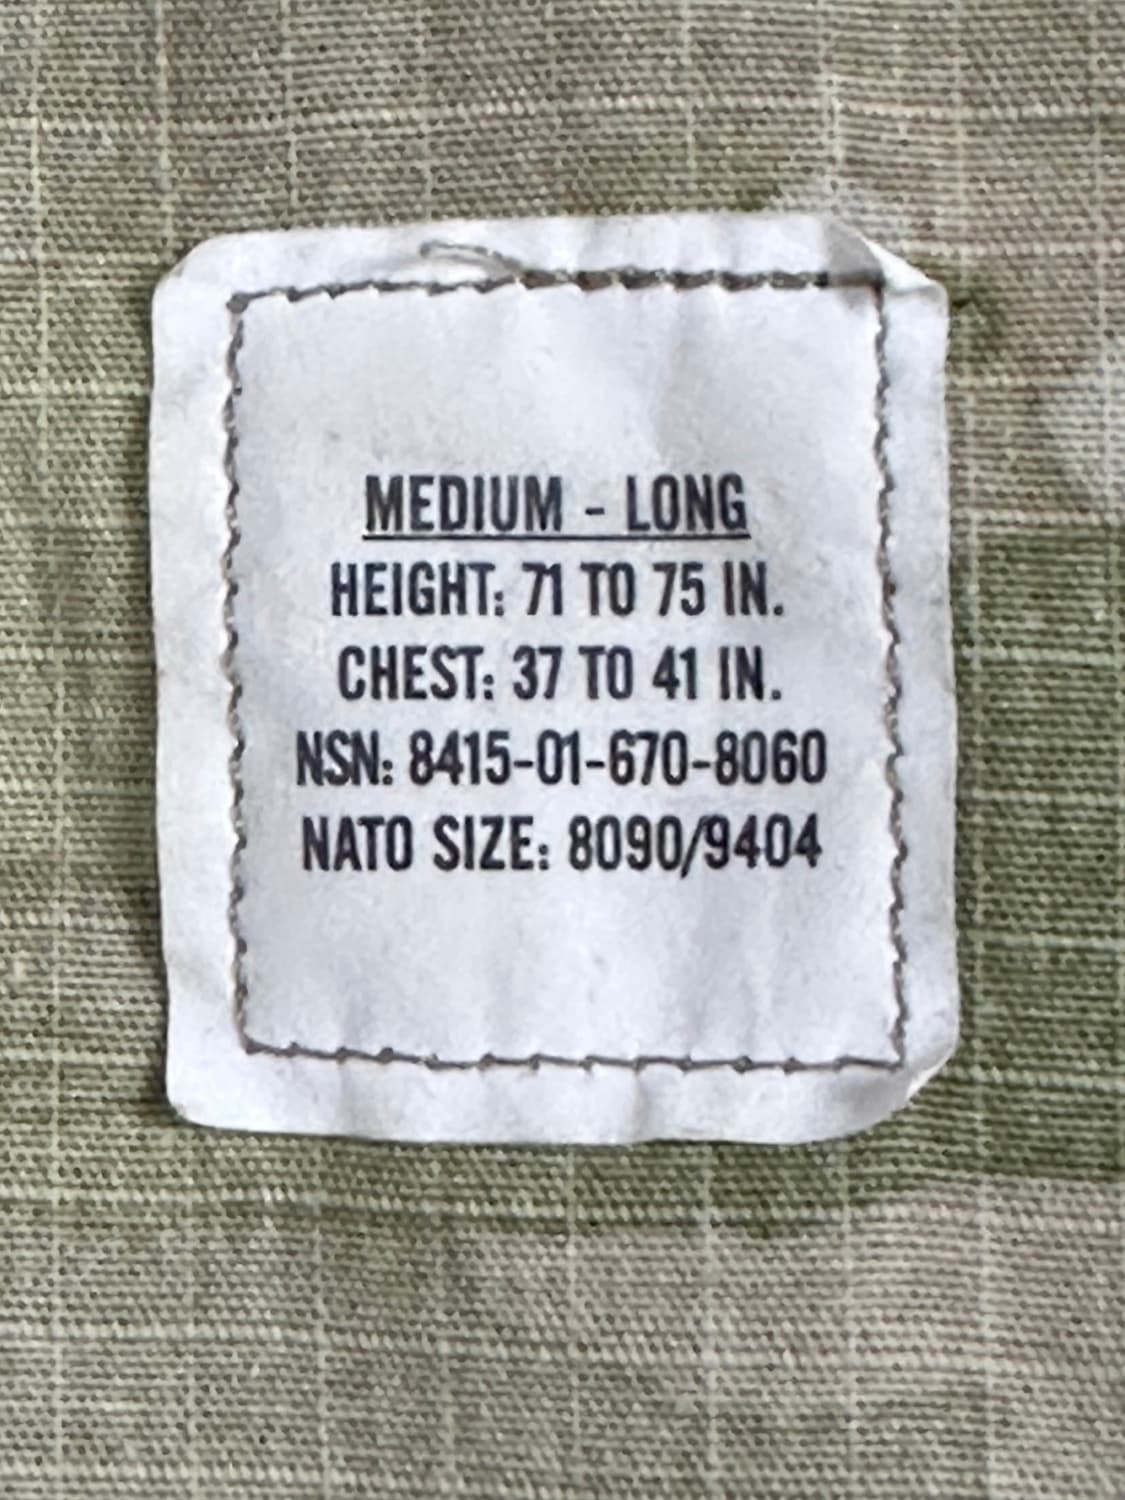 MEDIUM - LONG
HEIGHT: 71 TO 75 IN.
CHEST: 37 TO 41 IN.
NSN: 8415-01-670-8060
NATO SIZE: 8090/9404